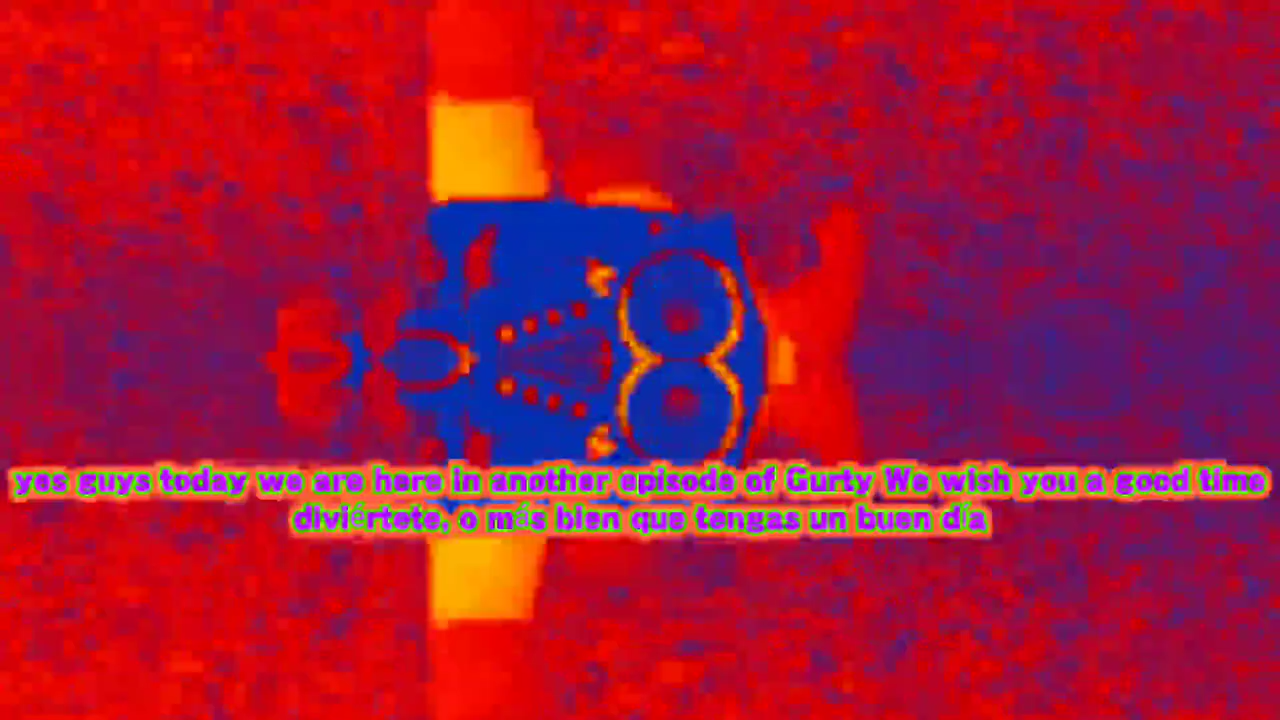 yes guys today we are here in another episode of Gurty We wish you a good time
diviértete, o más bien que tengas un buen día